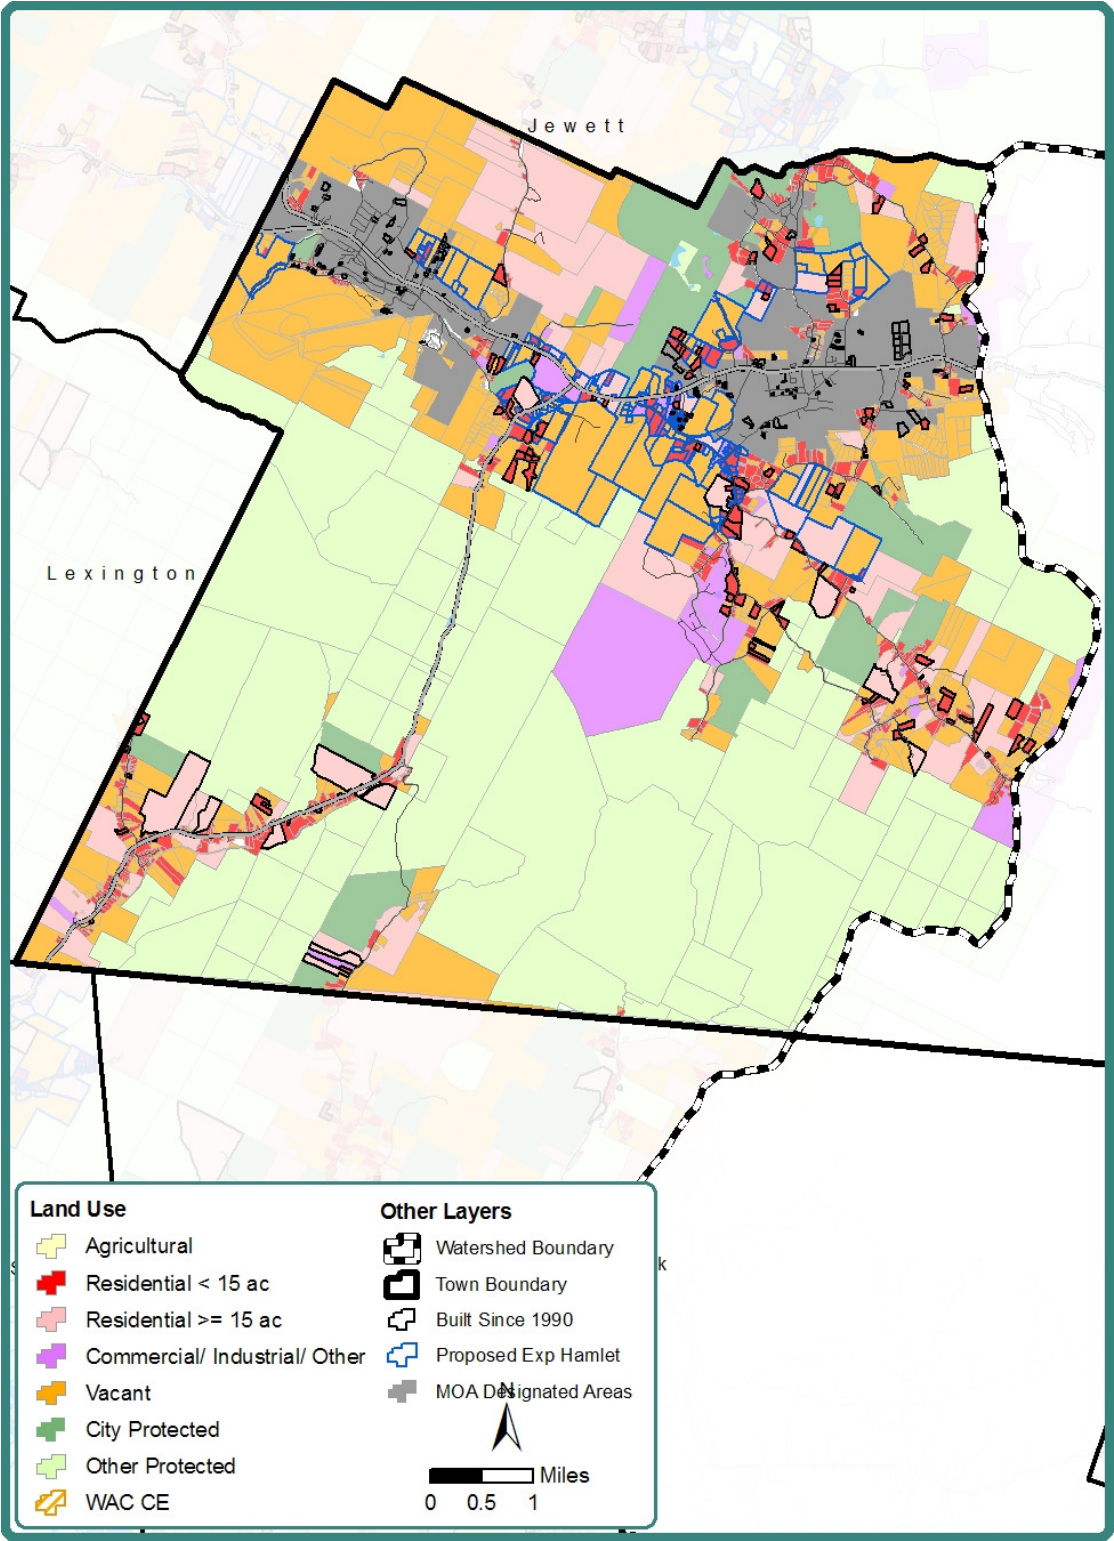 Jewett
Lexington
Land Use
Agricultural
Residential < 15 ac
Residential >= 15 ac
Commercial/ Industrial/ Other
Vacant
City Protected
Other Protected
WAC CE
Other Layers
Watershed Boundary
Town Boundary
Built Since 1990
Proposed Exp Hamlet
MOA Designated Areas
N
Miles
0 0.5 1
k